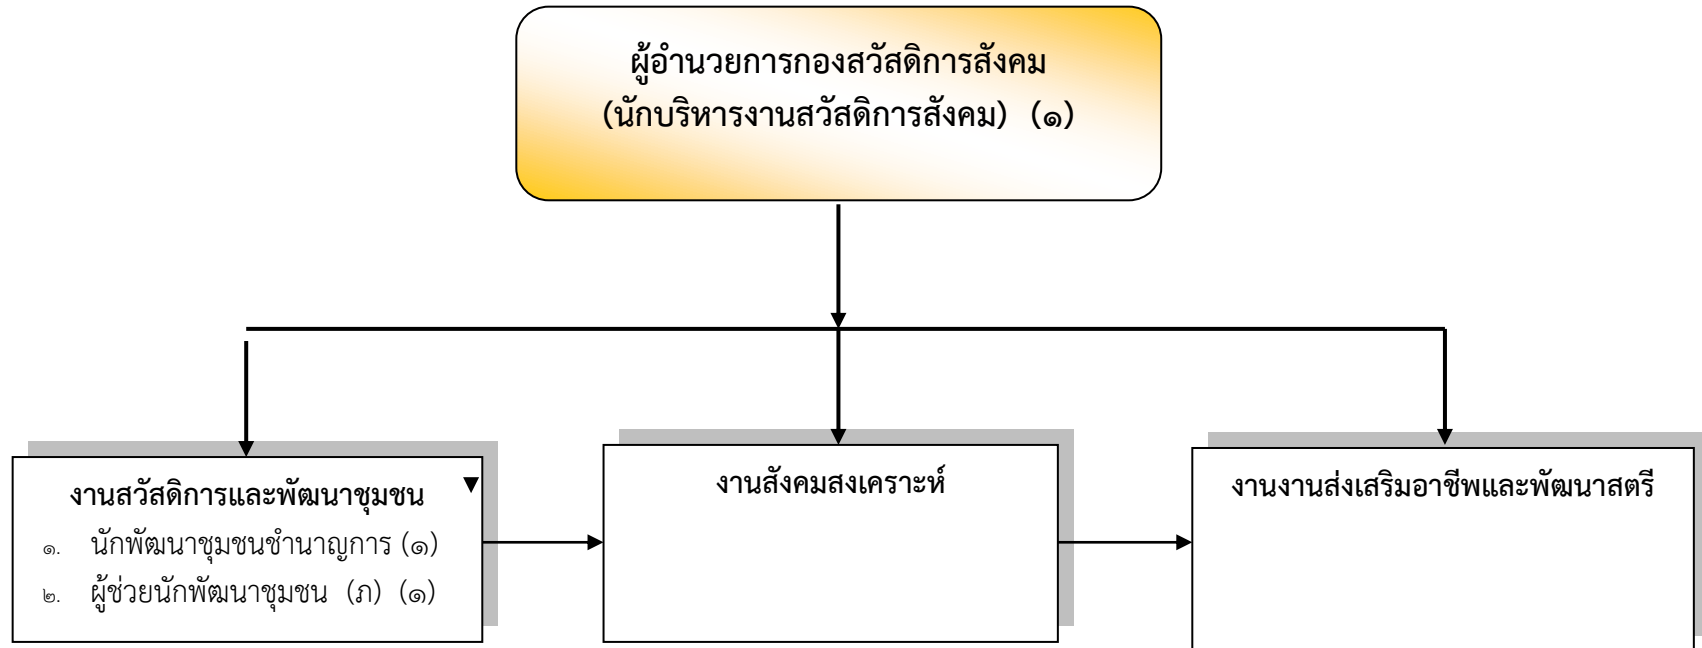 ผู้อำนวยการกองสวัสดิการสังคม
(นักบริหารงานสวัสดิการสังคม) (๑)
งานสวัสดิการและพัฒนาชุมชน
๑. นักพัฒนาชุมชนชำนาญการ (๑)
๒. ผู้ช่วยนักพัฒนาชุมชน (ภ) (๑)
งานสังคมสงเคราะห์
งานงานส่งเสริมอาชีพและพัฒนาสตรี